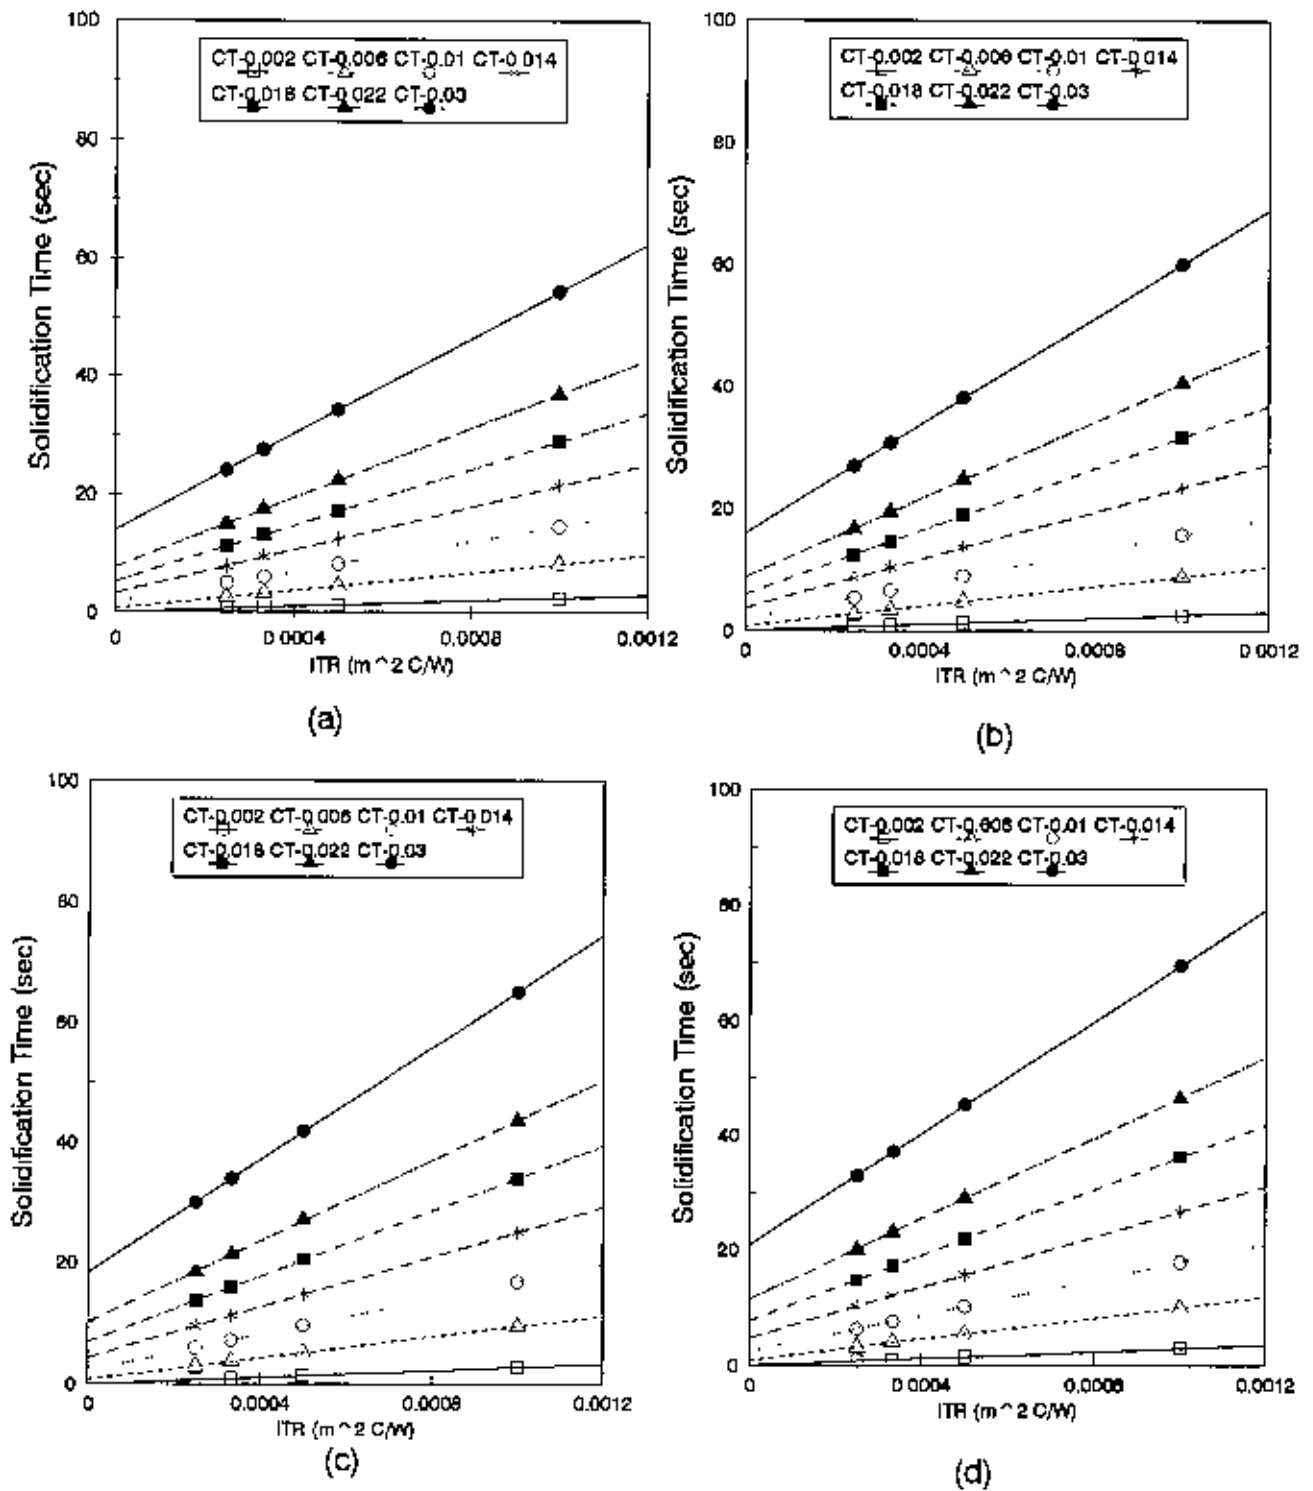 100
80
60
40
20
0
Solidification Time (sec)
CT-0.002 CT-0.006 CT-0.01 CT-0.014
CT-0.018 CT-0.022 CT-0.03
0 0.0004 0.0008 0.0012
ITR (m^2 C/W)
(a)
100
80
60
40
20
0
Solidification Time (sec)
CT-0.002 CT-0.006 CT-0.01 CT-0.014
CT-0.018 CT-0.022 CT-0.03
0 0.0004 0.0008 0.0012
ITR (m^2 C/W)
(b)
100
80
60
40
20
0
Solidification Time (sec)
CT-0.002 CT-0.006 CT-0.01 CT-0.014
CT-0.018 CT-0.022 CT-0.03
0 0.0004 0.0008 0.0012
ITR (m^2 C/W)
(c)
100
80
60
40
20
0
Solidification Time (sec)
CT-0.002 CT-0.006 CT-0.01 CT-0.014
CT-0.018 CT-0.022 CT-0.03
0 0.0004 0.0008 0.0012
ITR (m^2 C/W)
(d)